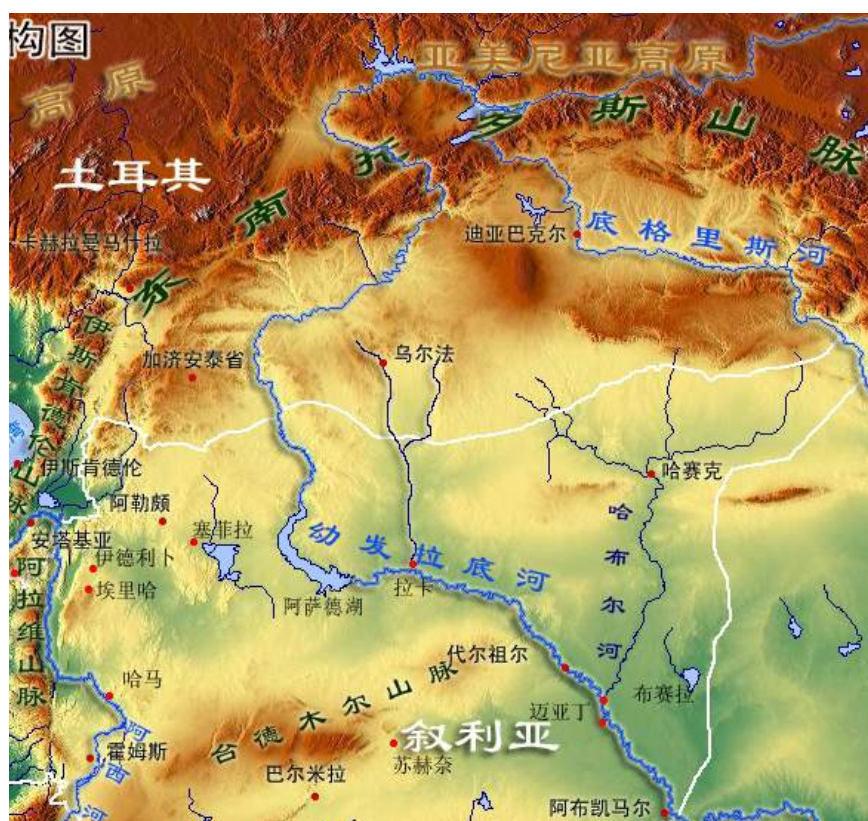 构图
亚美尼亚高原
高原
东南托罗斯山脉
土耳其
卡赫拉曼马什拉
迪亚巴克尔
底格里斯河
伊斯肯德伦
山脉
加济安泰省
乌尔法
伊斯肯德伦
哈赛克
阿勒颇
塞菲拉
安塔基亚
幼发拉底河
哈布尔河
伊德利卜
埃里哈
阿萨德湖
拉卡
阿拉维山脉
代尔祖尔
哈马
台德木尔山脉
布赛拉
迈亚丁
叙利亚
霍姆斯
苏赫奈
阿西河
巴尔米拉
阿布凯马尔